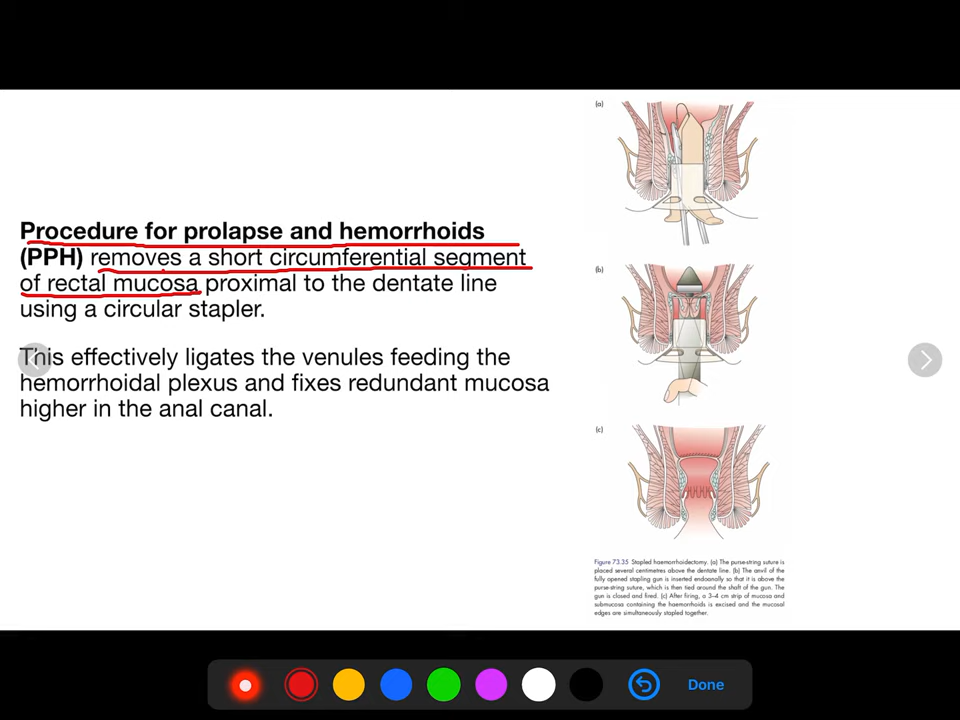 Procedure for prolapse and hemorrhoids
(PPH) removes a short circumferential segment
of rectal mucosa proximal to the dentate line
using a circular stapler.
This effectively ligates the venules feeding the
hemorrhoidal plexus and fixes redundant mucosa
higher in the anal canal.
(a)
(b)
(c)
Figure 73.35 Stapled haemorrhoidectomy. (a) The purse-string suture is
placed several centimetres above the dentate line. (b) The anvil of the
fully opened stapling gun is inserted endoanally so that it is above the
purse-string suture, which is then tied around the shaft of the gun. The
gun is closed and fired. (c) After firing, a 3–4 cm strip of mucosa and
submucosa containing the haemorrhoids is excised and the mucosal
edges are simultaneously stapled together.
Done